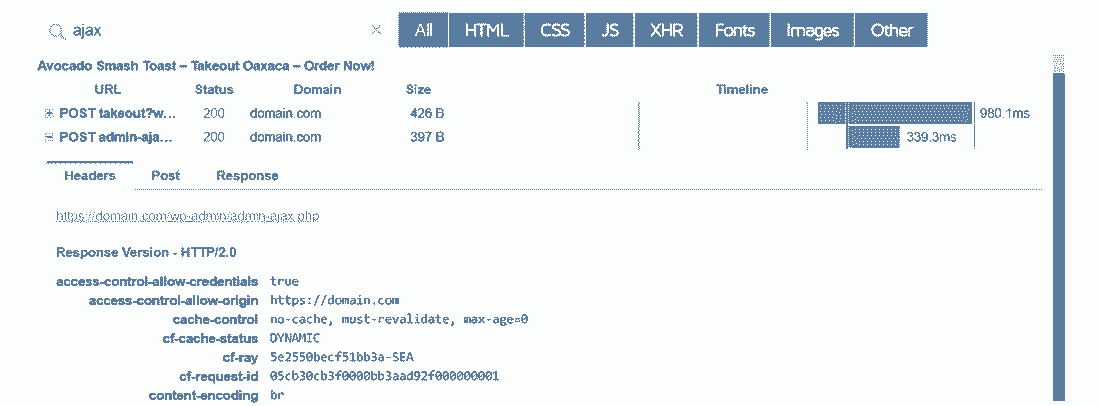 ajax × All HTML CSS JS XHR Fonts Images Other
Avocado Smash Toast – Takeout Oaxaca – Order Now!
URL Status Domain Size Timeline
POST takeout?w... 200 domain.com 426 B 980.1ms
POST admin-aja... 200 domain.com 397 B 339.3ms
Headers Post Response
https://domain.com/wp-admin/admin-ajax.php
Response Version - HTTP/2.0
access-control-allow-credentials true
access-control-allow-origin https://domain.com
cache-control no-cache, must-revalidate, max-age=0
cf-cache-status DYNAMIC
cf-ray 5e2550becf51bb3a-SEA
cf-request-id 05cb30cb3f0000bb3aad92f000000001
content-encoding br